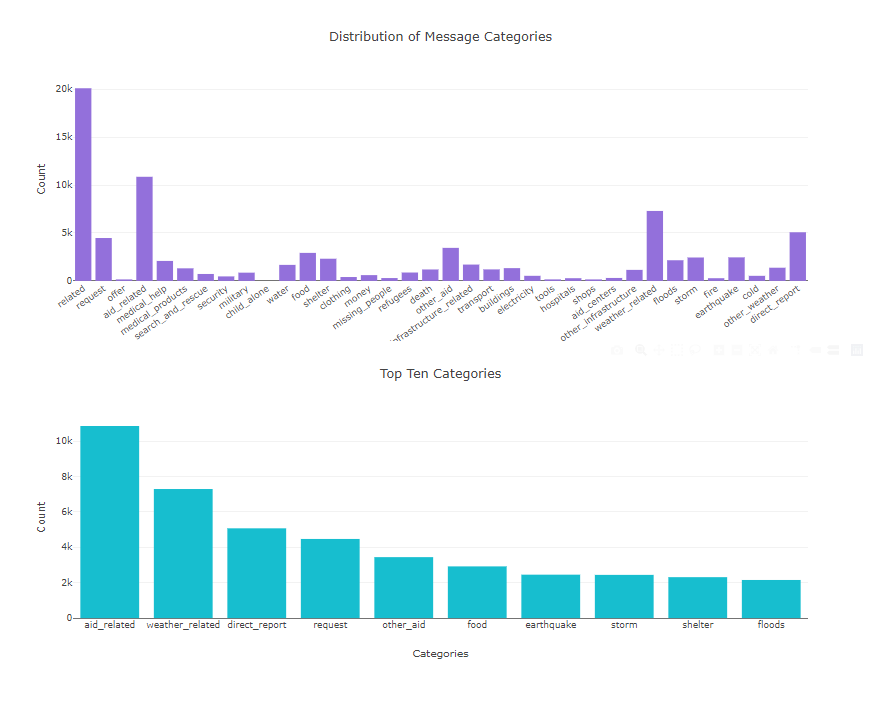 Distribution of Message Categories
20k
15k
10k
5k
0
Count
related
request
offer
aid_related
medical_help
medical_products
search_and_rescue
security
military
child_alone
water
food
shelter
clothing
money
missing_people
refugees
death
other_aid
infrastructure_related
transport
buildings
electricity
tools
hospitals
shops
aid_centers
other_infrastructure
weather_related
floods
storm
fire
earthquake
cold
other_weather
direct_report
Top Ten Categories
10k
8k
6k
4k
2k
0
Count
aid_related
weather_related
direct_report
request
other_aid
food
earthquake
storm
shelter
floods
Categories